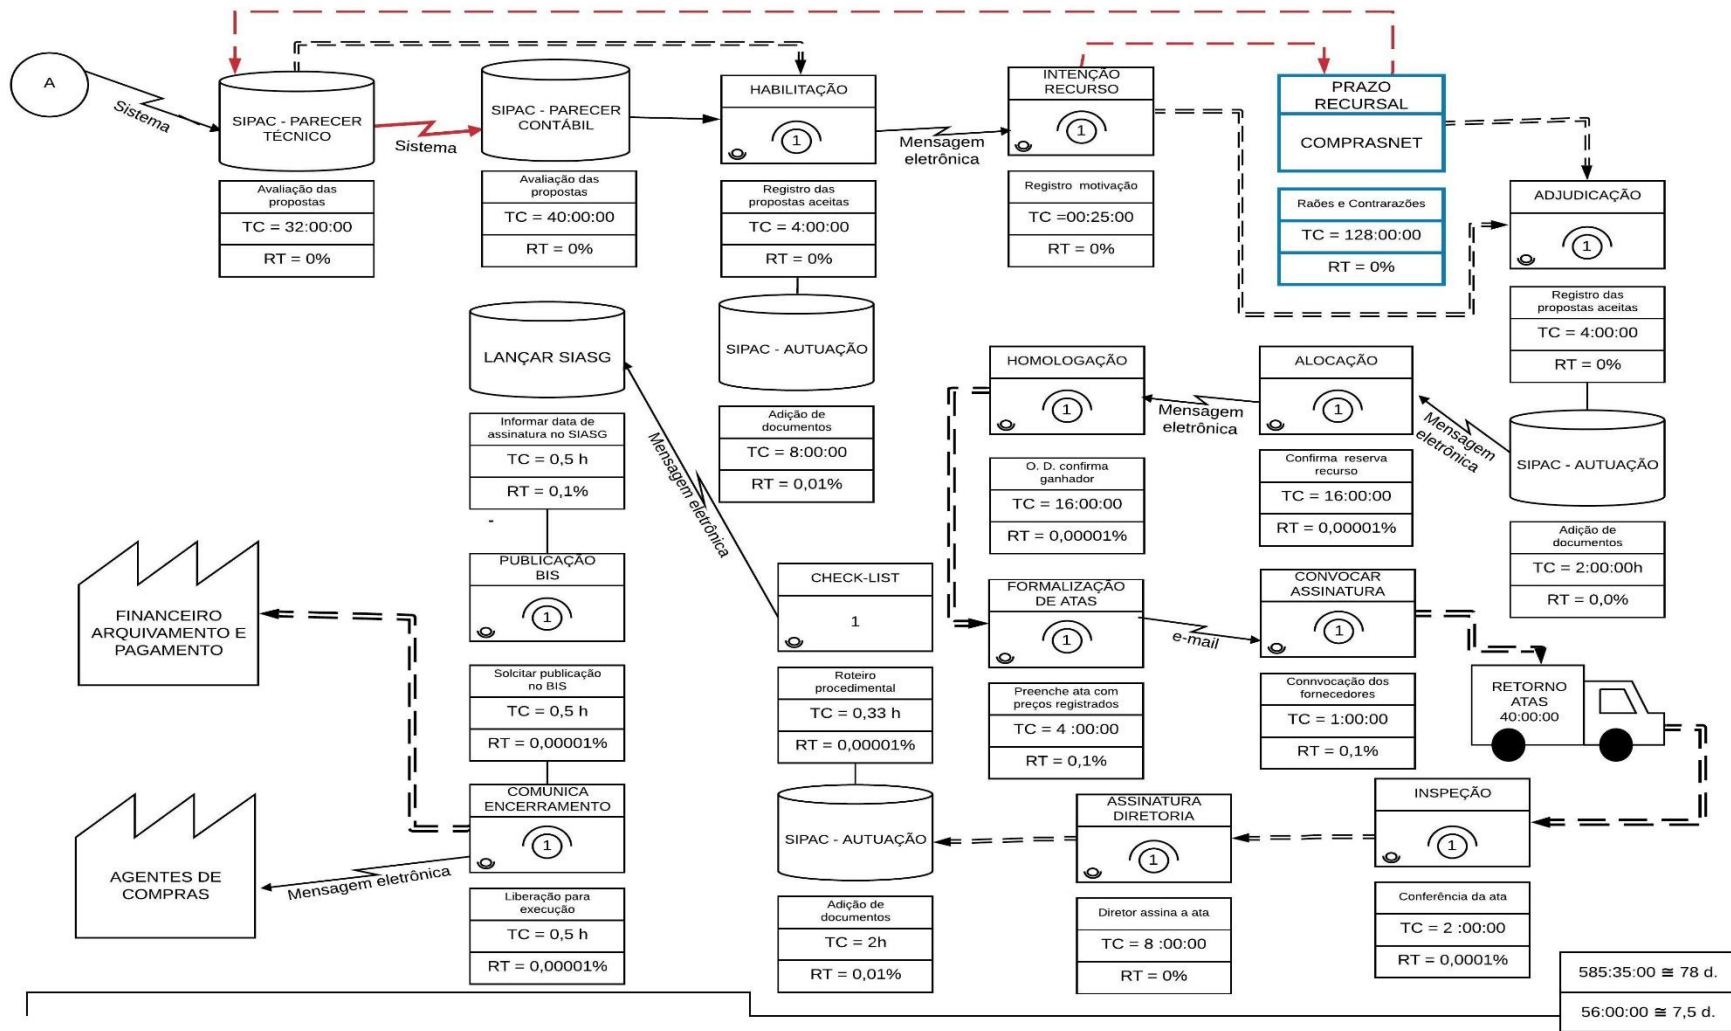 A
Sistema
SIPAC - PARECER
TÉCNICO
Avaliação das
propostas
TC = 32:00:00
RT = 0%
Sistema
SIPAC - PARECER
CONTÁBIL
Avaliação das
propostas
TC = 40:00:00
RT = 0%
HABILITAÇÃO
1
Registro das
propostas aceitas
TC = 4:00:00
RT = 0%
SIPAC - AUTUAÇÃO
Adição de
documentos
TC = 8:00:00
RT = 0,01%
Mensagem
eletrônica
INTENÇÃO
RECURSO
1
Registro motivação
TC =00:25:00
RT = 0%
PRAZO
RECURSAL
COMPRASNET
Raões e Contrarazões
TC = 128:00:00
RT = 0%
ADJUDICAÇÃO
1
Registro das
propostas aceitas
TC = 4:00:00
RT = 0%
SIPAC - AUTUAÇÃO
Adição de
documentos
TC = 2:00:00h
RT = 0,0%
Mensagem
eletrônica
ALOCAÇÃO
1
Confirma reserva
recurso
TC = 16:00:00
RT = 0,00001%
Mensagem
eletrônica
HOMOLOGAÇÃO
1
O. D. confirma
ganhador
TC = 16:00:00
RT = 0,00001%
FORMALIZAÇÃO
DE ATAS
1
Preenche ata com
preços registrados
TC = 4 :00:00
RT = 0,1%
e-mail
CONVOCAR
ASSINATURA
1
Connvocação dos
fornecedores
TC = 1:00:00
RT = 0,1%
RETORNO
ATAS
40:00:00
INSPEÇÃO
1
Conferência da ata
TC = 2 :00:00
RT = 0,0001%
ASSINATURA
DIRETORIA
1
Diretor assina a ata
TC = 8 :00:00
RT = 0%
SIPAC - AUTUAÇÃO
Adição de
documentos
TC = 2h
RT = 0,01%
CHECK-LIST
1
Roteiro
procedimental
TC = 0,33 h
RT = 0,00001%
Mensagem eletrônica
LANÇAR SIASG
Informar data de
assinatura no SIASG
TC = 0,5 h
RT = 0,1%
-
PUBLICAÇÃO
BIS
1
Solcitar publicação
no BIS
TC = 0,5 h
RT = 0,00001%
COMUNICA
ENCERRAMENTO
1
Liberação para
execução
TC = 0,5 h
RT = 0,00001%
Mensagem eletrônica
FINANCEIRO
ARQUIVAMENTO E
PAGAMENTO
AGENTES DE
COMPRAS
585:35:00 ≅ 78 d.
56:00:00 ≅ 7,5 d.